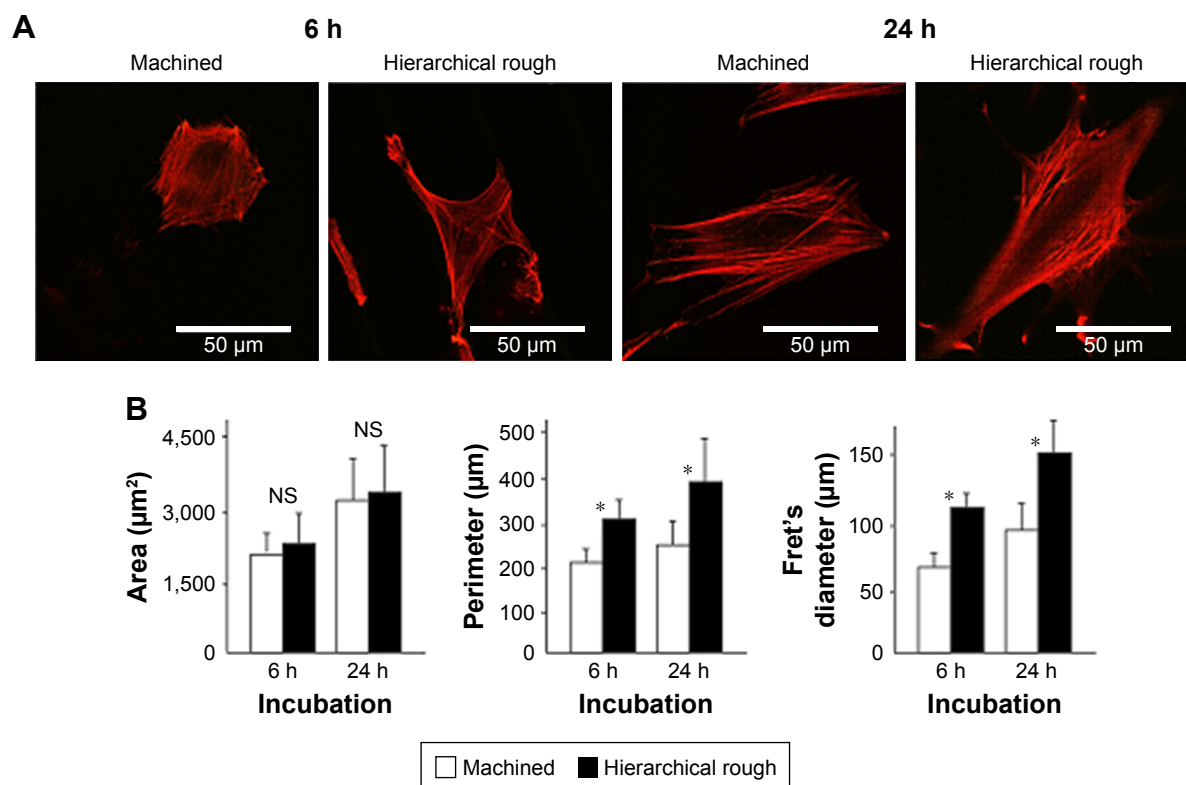 A
6 h
24 h
Machined
Hierarchical rough
Machined
Hierarchical rough
50 µm
50 µm
50 µm
50 µm
B
Area (µm²)
4,500
3,000
1,500
0
NS
NS
6 h
24 h
Incubation
Perimeter (µm)
500
400
300
200
100
0
*
*
6 h
24 h
Incubation
Fret's
diameter (µm)
150
100
50
0
*
*
6 h
24 h
Incubation
Machined
Hierarchical rough